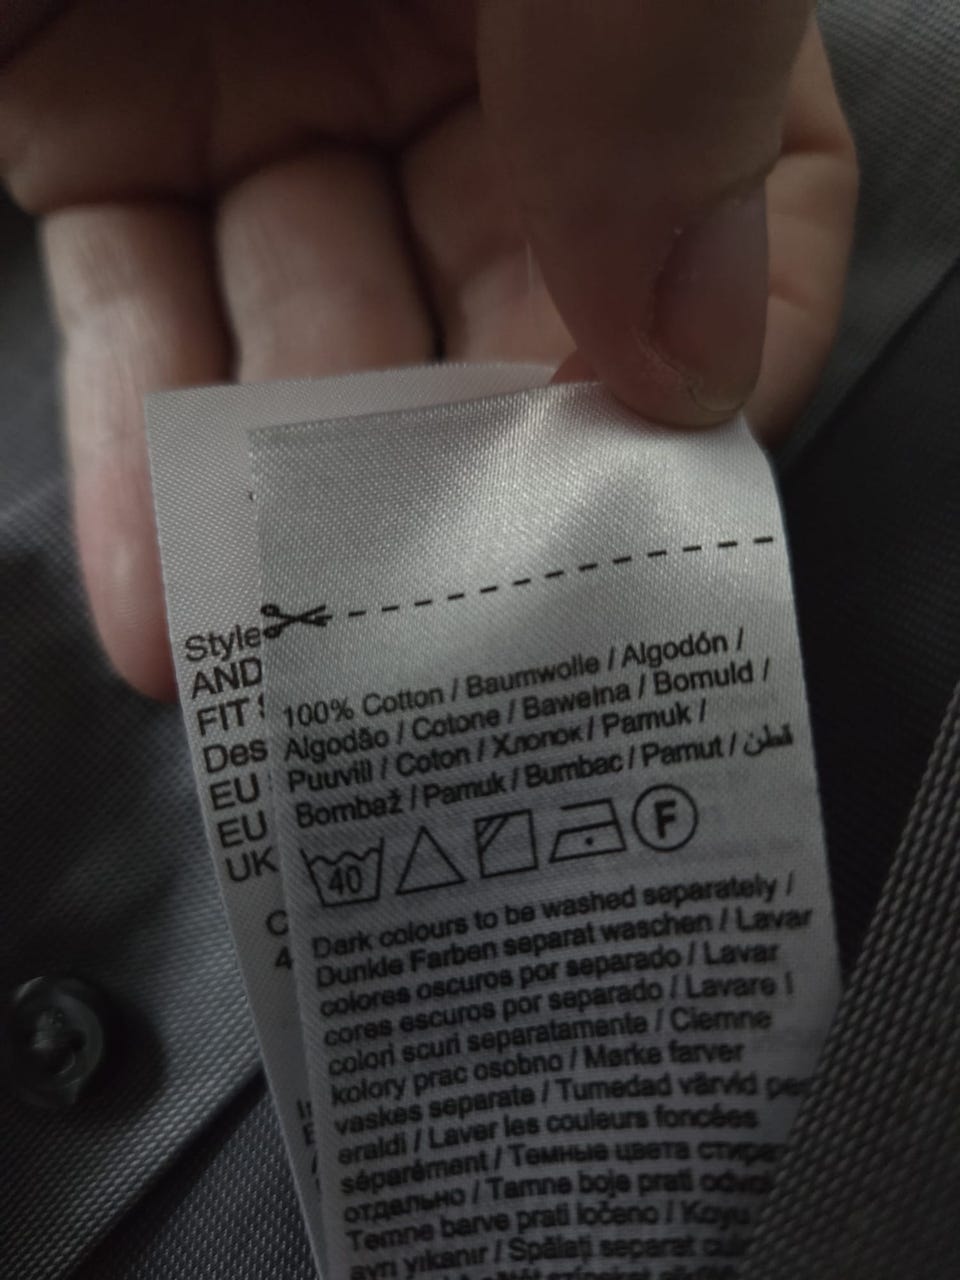 Style
AND
FIT
Des
EU
EU
UK
100% Cotton / Baumwolle / Algodón /
Algodão / Cotone / Bawełna / Bomuld /
Puuvill / Coton / Хлопок / Pamuk /
Bombaž / Pamuk / Bumbac / Pamut / قطن
40
F
Dark colours to be washed separately /
Dunkle Farben separat waschen / Lavar
colores oscuros por separado / Lavar
cores escuros por separado / Lavare i
colori scuri separatamente / Ciemne
kolory prac osobno / Mørke farver
vaskes separate / Tumedad värvid
eraldi / Laver les couleurs foncées
séparément / Темные цвета
отдельно / Tamne boje prati
Temne barve prati ločeno /
ayrı yıkanır / Spălați separat